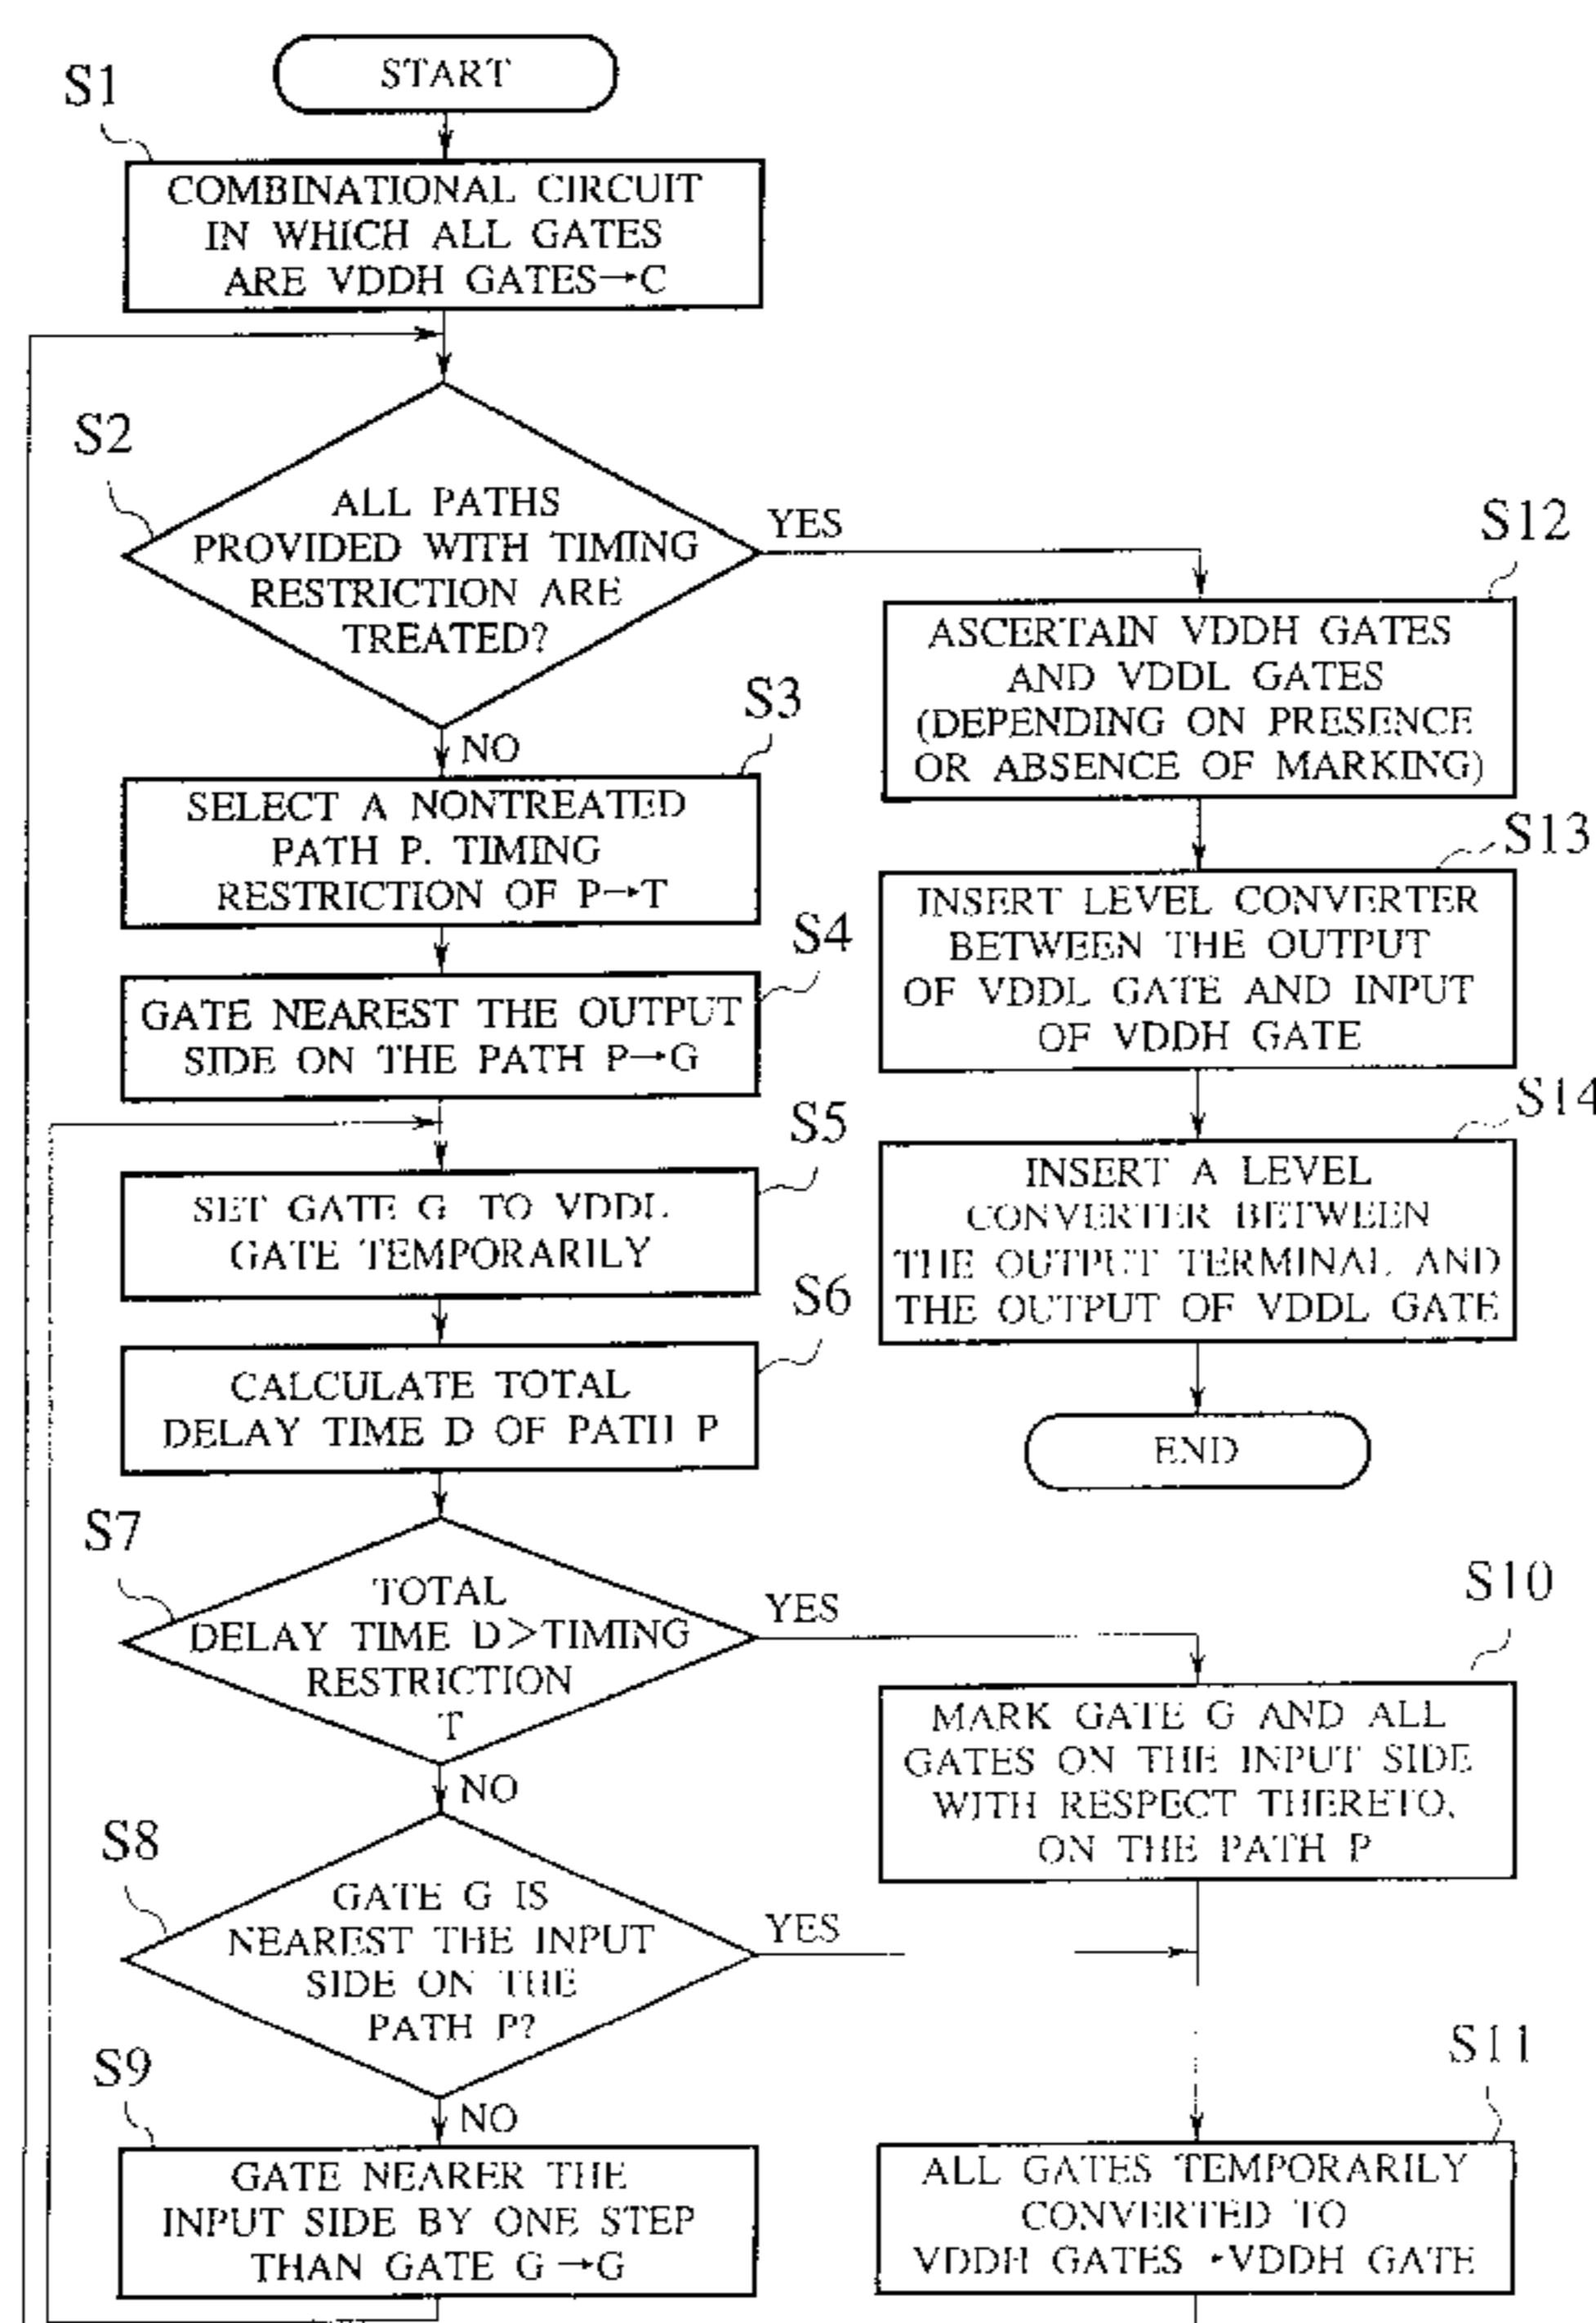 START
S1
COMBINATIONAL CIRCUIT
IN WHICH ALL GATES
ARE VDDH GATES→C
S2
ALL PATHS
PROVIDED WITH TIMING
RESTRICTION ARE
TREATED?
YES
NO
S3
SELECT A NONTREATED
PATH P. TIMING
RESTRICTION OF P→T
S4
GATE NEAREST THE OUTPUT
SIDE ON THE PATH P→G
S5
SET GATE G TO VDDL
GATE TEMPORARILY
S6
CALCULATE TOTAL
DELAY TIME D OF PATH P
S7
TOTAL
DELAY TIME D>TIMING
RESTRICTION
T
YES
NO
S8
GATE G IS
NEAREST THE INPUT
SIDE ON THE
PATH P?
YES
NO
S9
GATE NEARER THE
INPUT SIDE BY ONE STEP
THAN GATE G→G
S12
ASCERTAIN VDDH GATES
AND VDDL GATES
(DEPENDING ON PRESENCE
OR ABSENCE OF MARKING)
S13
INSERT LEVEL CONVERTER
BETWEEN THE OUTPUT
OF VDDL GATE AND INPUT
OF VDDH GATE
S14
INSERT A LEVEL
CONVERTER BETWEEN
THE OUTPUT TERMINAL AND
THE OUTPUT OF VDDL GATE
END
S10
MARK GATE G AND ALL
GATES ON THE INPUT SIDE
WITH RESPECT THERETO,
ON THE PATH P
S11
ALL GATES TEMPORARILY
CONVERTED TO
VDDH GATES→VDDH GATE